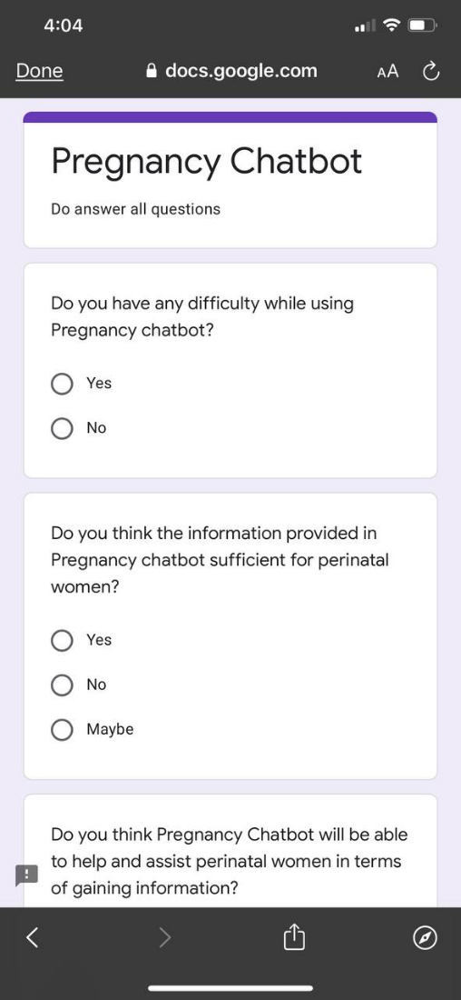 4:04
Done
docs.google.com
AA
Pregnancy Chatbot
Do answer all questions
Do you have any difficulty while using
Pregnancy chatbot?
Yes
No
Do you think the information provided in
Pregnancy chatbot sufficient for perinatal
women?
Yes
No
Maybe
Do you think Pregnancy Chatbot will be able
to help and assist perinatal women in terms
of gaining information?